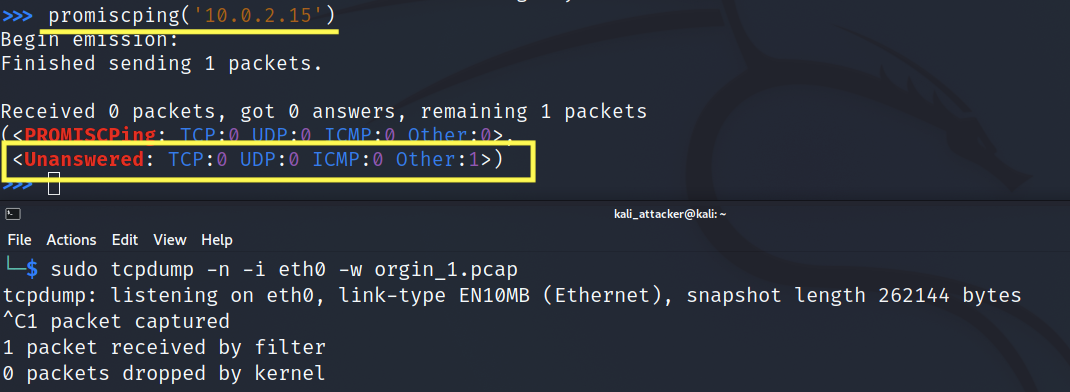 >>> promiscping('10.0.2.15')
Begin emission:
Finished sending 1 packets.
Received 0 packets, got 0 answers, remaining 1 packets
(<PROMISCPing: TCP:0 UDP:0 ICMP:0 Other:0>,
<Unanswered: TCP:0 UDP:0 ICMP:0 Other:1>)
>>>
kali_attacker@kali: ~
File Actions Edit View Help
└─$ sudo tcpdump -n -i eth0 -w orgin_1.pcap
tcpdump: listening on eth0, link-type EN10MB (Ethernet), snapshot length 262144 bytes
^C1 packet captured
1 packet received by filter
0 packets dropped by kernel